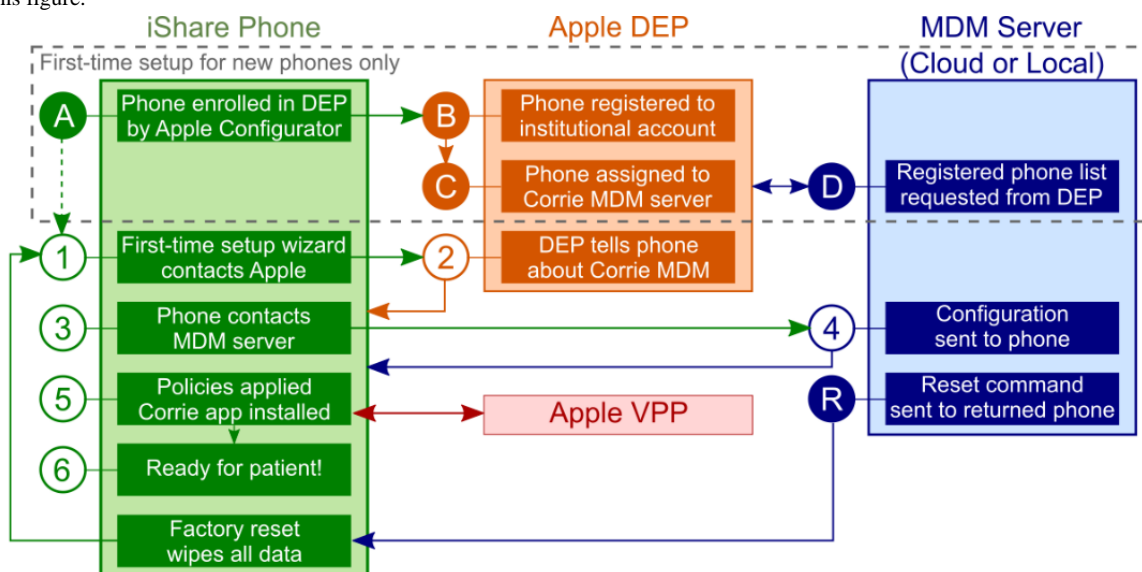 his figure.
iShare Phone
Apple DEP
MDM Server
(Cloud or Local)
First-time setup for new phones only
A
Phone enrolled in DEP
by Apple Configurator
B
Phone registered to
institutional account
C
Phone assigned to
Corrie MDM server
D
Registered phone list
requested from DEP
1
First-time setup wizard
contacts Apple
2
DEP tells phone
about Corrie MDM
3
Phone contacts
MDM server
4
Configuration
sent to phone
5
Policies applied
Corrie app installed
Apple VPP
R
Reset command
sent to returned phone
6
Ready for patient!
Factory reset
wipes all data